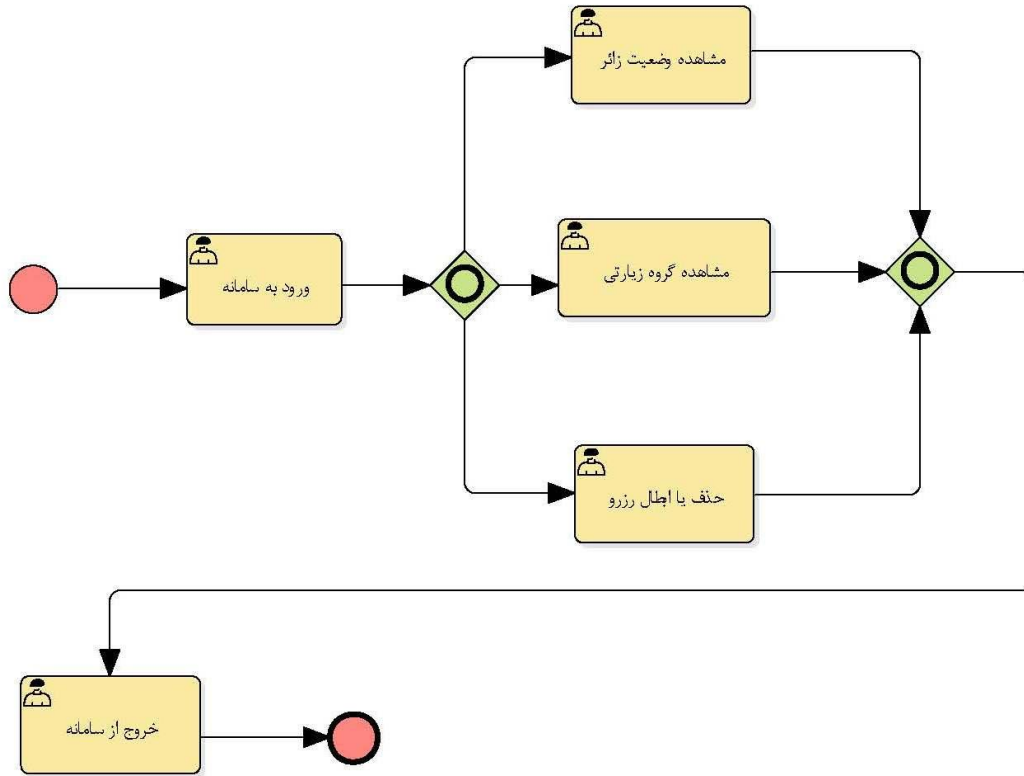 مشاهده وضعیت زائر
ورود به سامانه
مشاهده گروه زیارتی
حذف یا ابطال رزرو
خروج از سامانه